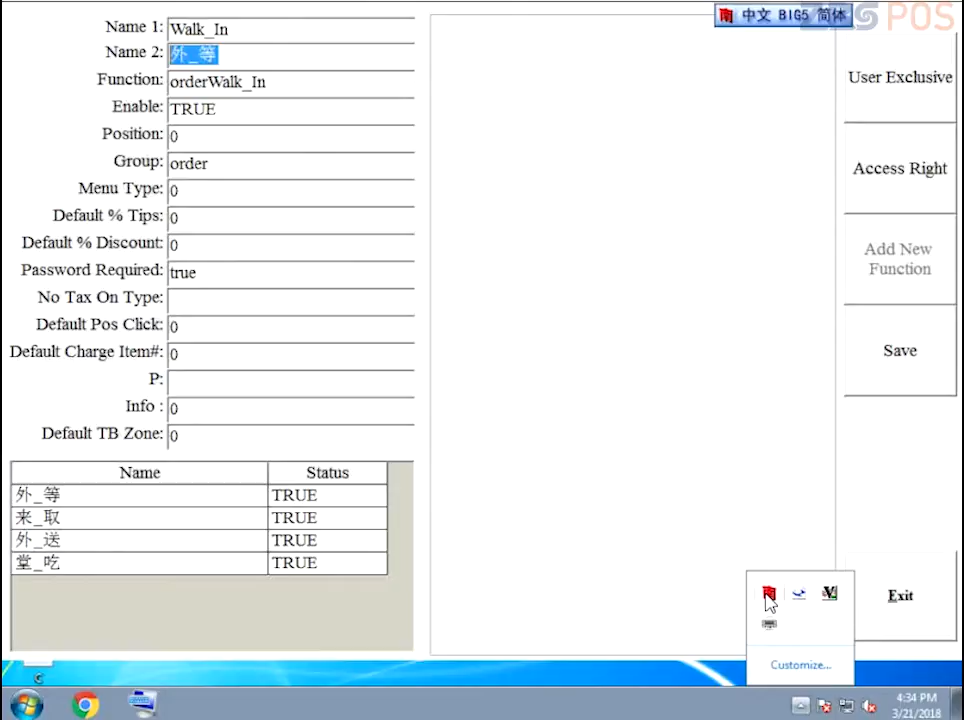 南 中文 BIG5 简体
POS
Name 1: Walk_In
Name 2: 外_等
Function: orderWalk_In
Enable: TRUE
Position: 0
Group: order
Menu Type: 0
Default % Tips: 0
Default % Discount: 0
Password Required: true
No Tax On Type:
Default Pos Click: 0
Default Charge Item#: 0
P:
Info : 0
Default TB Zone: 0
Name Status
外_等 TRUE
来_取 TRUE
外_送 TRUE
堂_吃 TRUE
User Exclusive
Access Right
Add New
Function
Save
Exit
Customize...
4:34 PM
3/21/2018